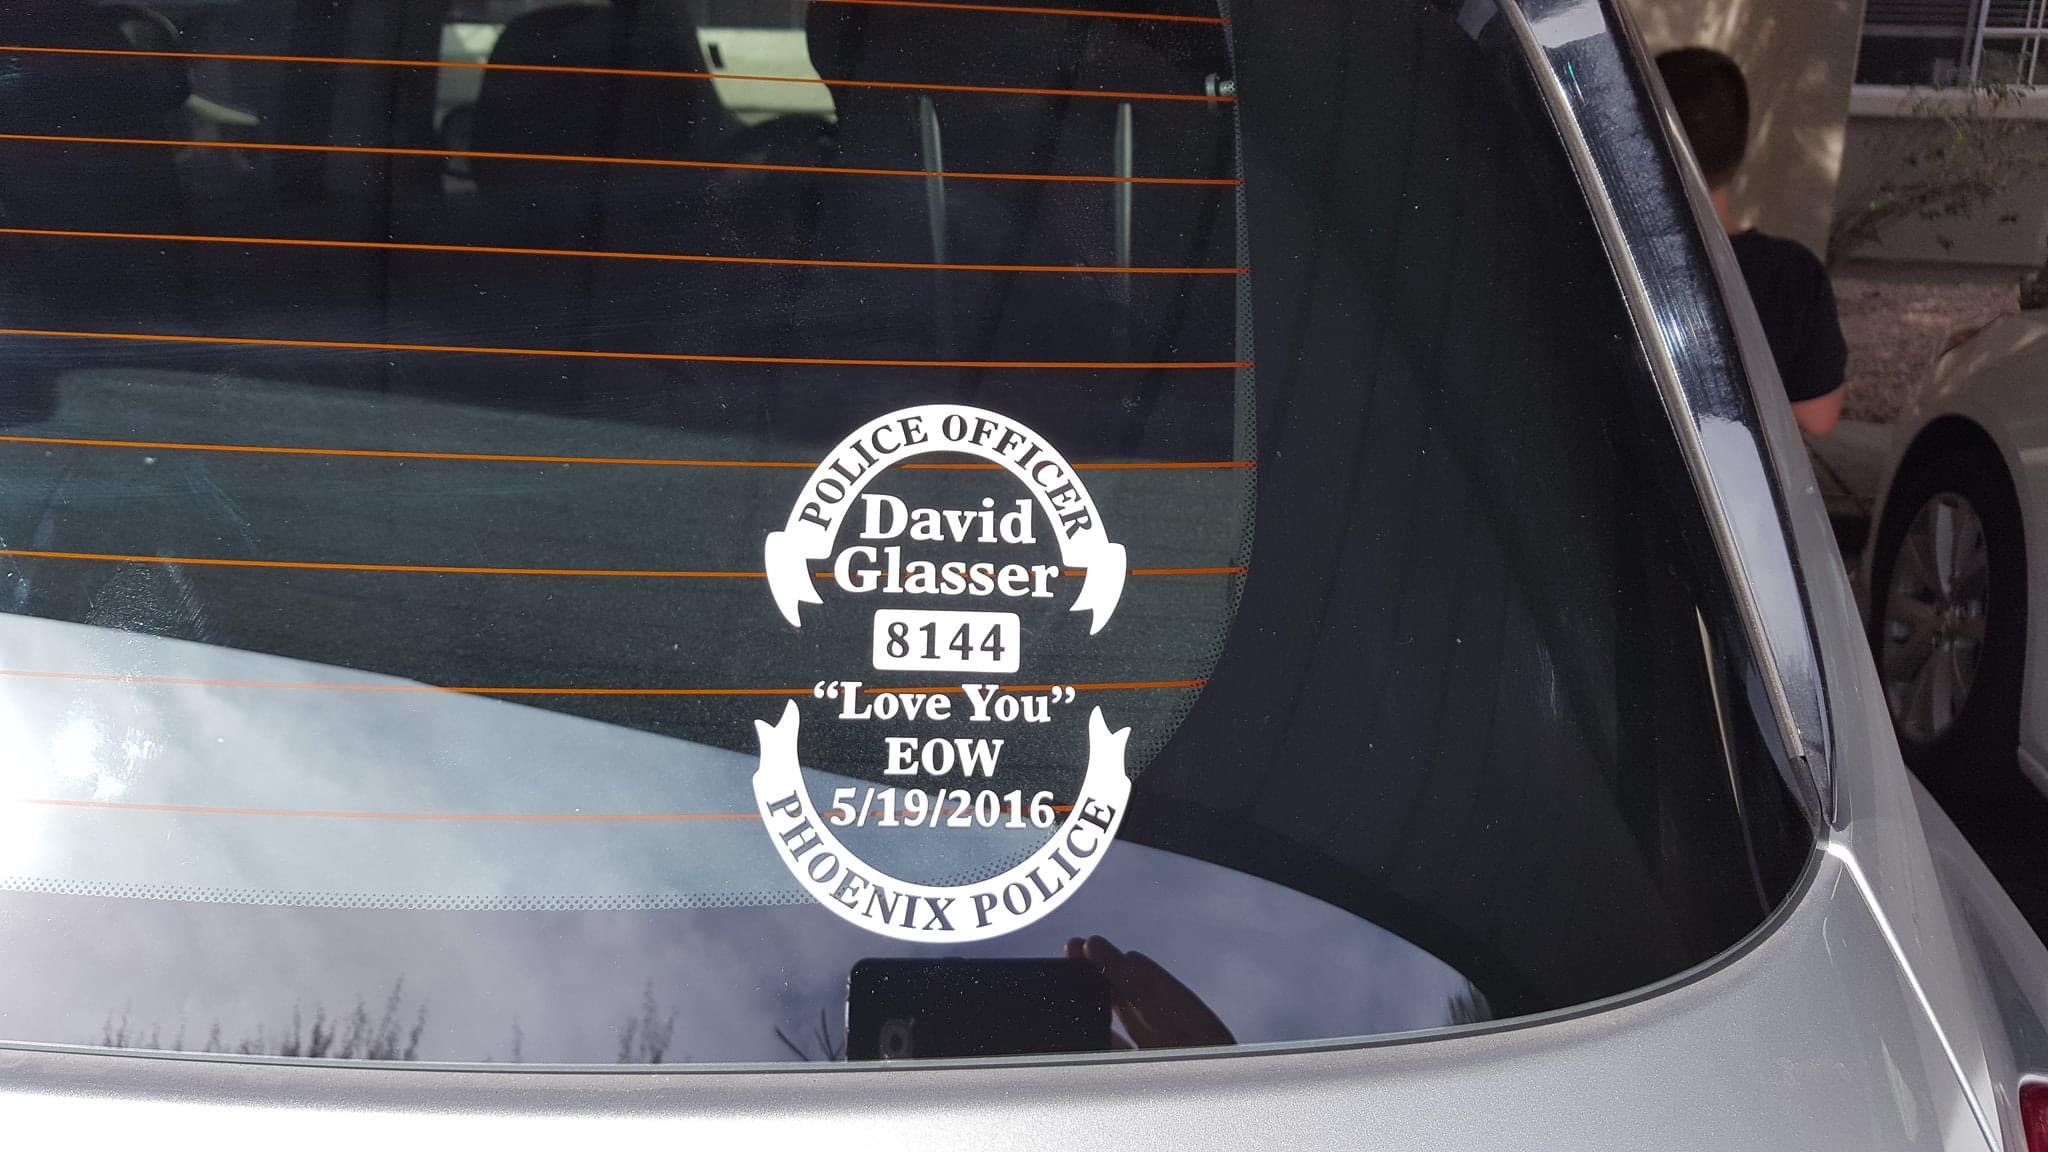 POLICE OFFICER
David
Glasser
8144
“Love You”
EOW
5/19/2016
PHOENIX POLICE